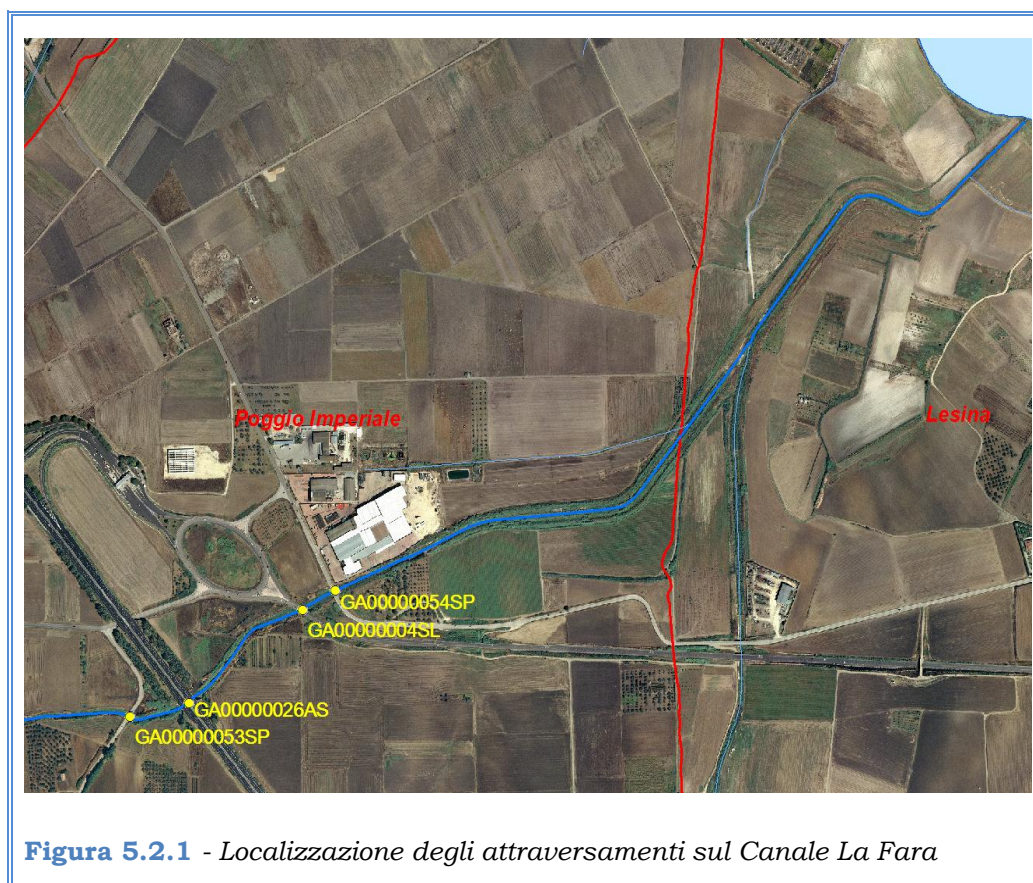 Poggio Imperiale
Lesina
GA00000054SP
GA00000004SL
GA00000026AS
GA00000053SP
Figura 5.2.1 - Localizzazione degli attraversamenti sul Canale La Fara